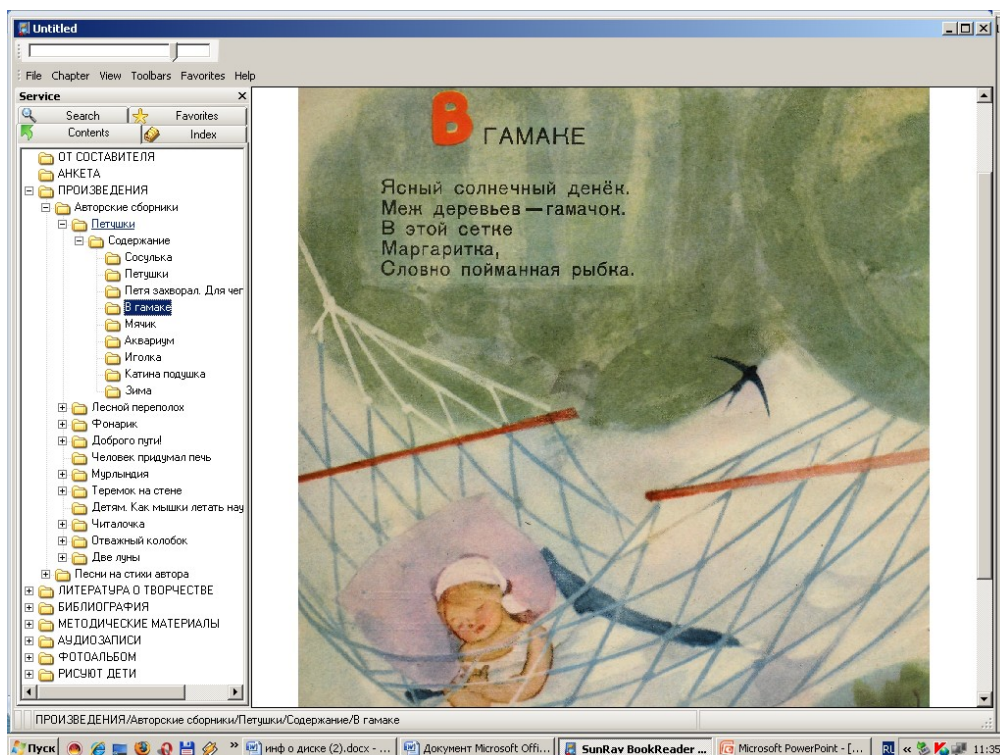 Untitled
File Chapter View Toolbars Favorites Help
Service
Search Favorites
Contents Index
ОТ СОСТАВИТЕЛЯ
АНКЕТА
ПРОИЗВЕДЕНИЯ
Авторские сборники
Петушки
Содержание
Сосулька
Петушки
Петя захворал. Для чег
В гамаке
Мячик
Аквариум
Иголка
Катина подушка
Зима
Лесной переполох
Фонарик
Доброго пути!
Человек придумал печь
Мурлындия
Теремок на стене
Детям. Как мышки летать нау
Читалочка
Отважный колобок
Две луны
Песни на стихи автора
ЛИТЕРАТУРА О ТВОРЧЕСТВЕ
БИБЛИОГРАФИЯ
МЕТОДИЧЕСКИЕ МАТЕРИАЛЫ
АУДИОЗАПИСИ
ФОТОАЛЬБОМ
РИСУЮТ ДЕТИ
В ГАМАКЕ
Ясный солнечный денёк.
Меж деревьев — гамачок.
В этой сетке
Маргаритка,
Словно пойманная рыбка.
ПРОИЗВЕДЕНИЯ/Авторские сборники/Петушки/Содержание/В гамаке
Пуск » инф о диске (2).docx - ... Документ Microsoft Offi... SunRav BookReader ... Microsoft PowerPoint - [... RU « 11:35